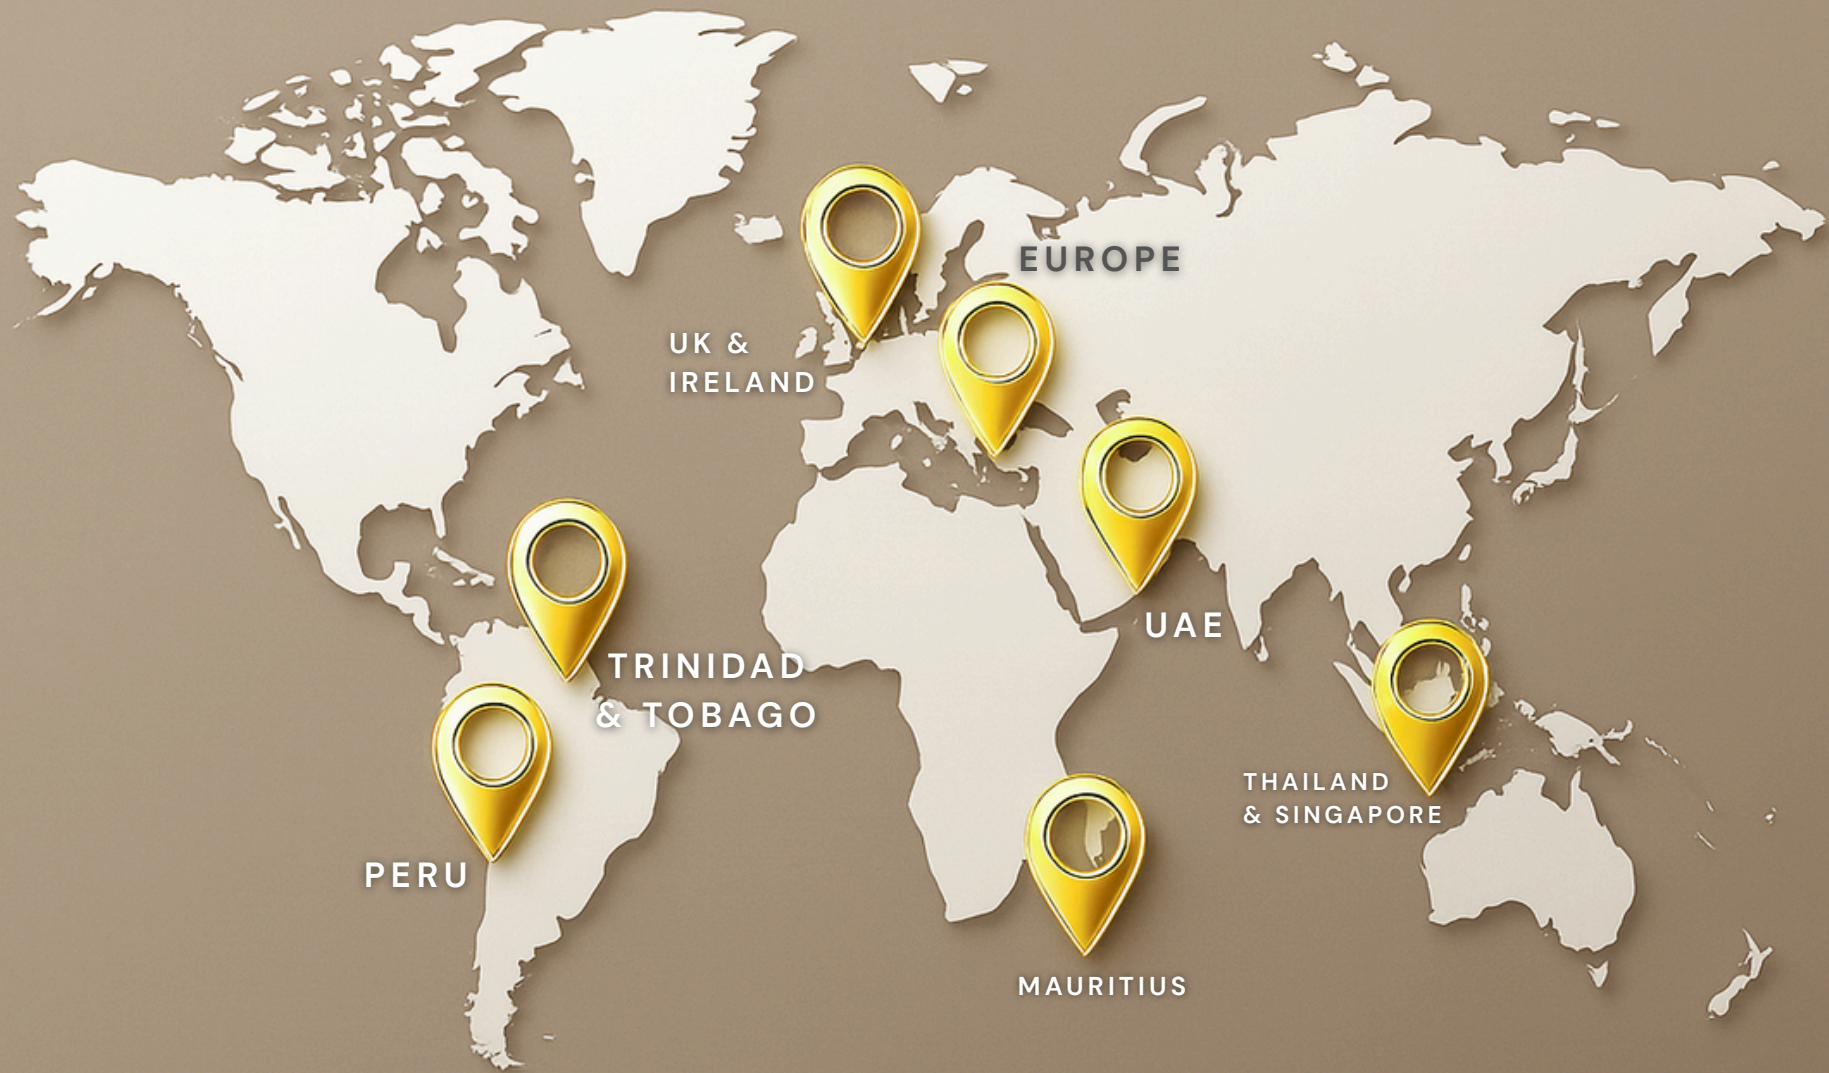 EUROPE
UK &
IRELAND
UAE
TRINIDAD
& TOBAGO
THAILAND
& SINGAPORE
PERU
MAURITIUS